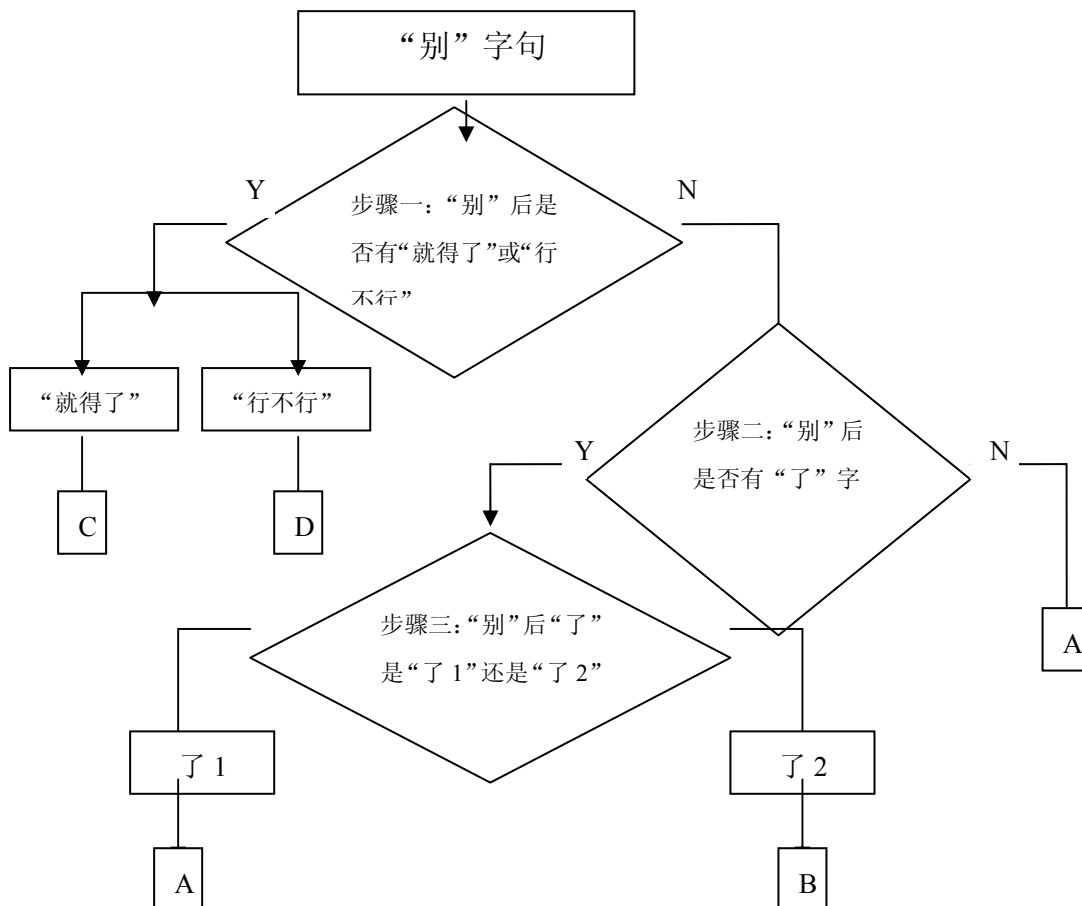 “别”字句
Y
N
步骤一：“别”后是
否有“就得了”或“行
不行”
“就得了”
“行不行”
C
D
步骤二：“别”后
是否有“了”字
Y
N
A
步骤三：“别”后“了”
是“了 1”还是“了 2”
了 1
了 2
A
B